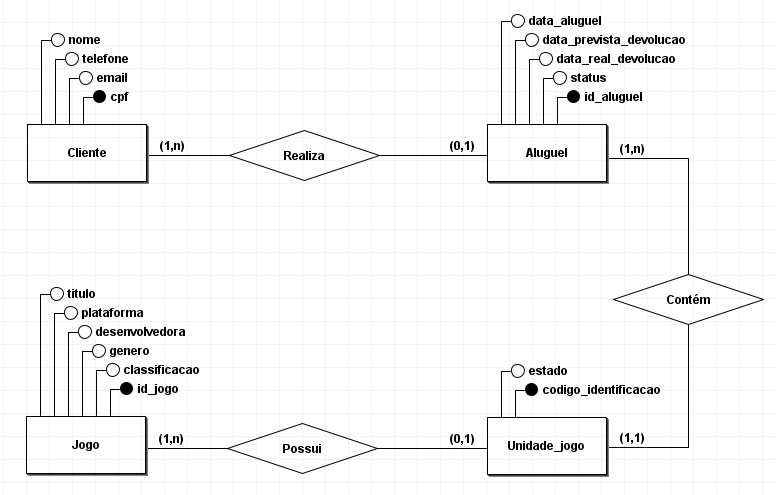 nome
telefone
email
cpf
Cliente
(1,n)
Realiza
(0,1)
data_aluguel
data_prevista_devolucao
data_real_devolucao
status
id_aluguel
Aluguel
(1,n)
Contém
titulo
plataforma
desenvolvedora
genero
classificacao
id_jogo
Jogo
(1,n)
Possui
(0,1)
estado
codigo_identificacao
Unidade_jogo
(1,1)